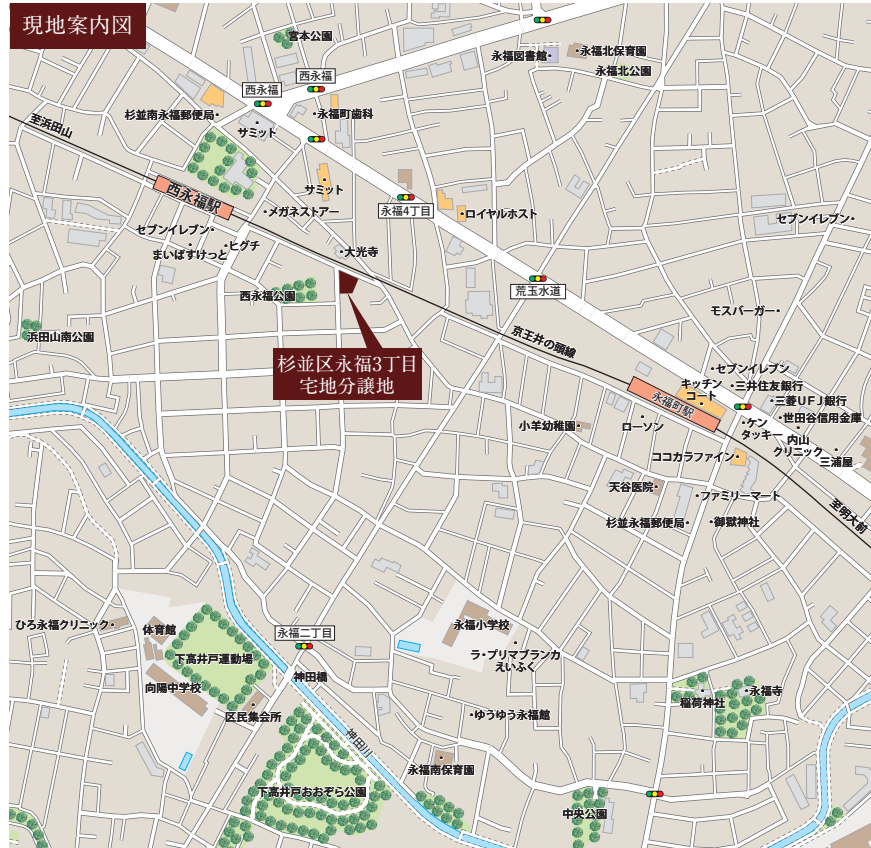 現地案内図
宮本公園
永福図書館
永福北保育園
永福北公園
西永福
西永福
杉並南永福郵便局
サミット
永福町歯科
至浜田山
西永福駅
サミット
メガネストアー
永福4丁目
ロイヤルホスト
セブンイレブン
セブンイレブン
ヒグチ
まいばすけっと
大光寺
西永福公園
荒玉水道
モスバーガー
浜田山南公園
京王井の頭線
杉並区永福3丁目
宅地分譲地
セブンイレブン
キッチン
コート
三井住友銀行
三菱UFJ銀行
永福町駅
世田谷信用金庫
ケン
タッキー
内山
クリニック
三浦屋
小羊幼稚園
ローソン
ココカラファイン
天谷医院
ファミリーマート
至明大前
杉並永福郵便局
御嶽神社
ひろ永福クリニック
体育館
永福二丁目
永福小学校
下高井戸運動場
ラ・プリマブランカ
えいふく
神田橋
向陽中学校
稲荷神社
永福寺
区民集会所
ゆうゆう永福館
神田川
永福南保育園
下高井戸おおぞら公園
中央公園